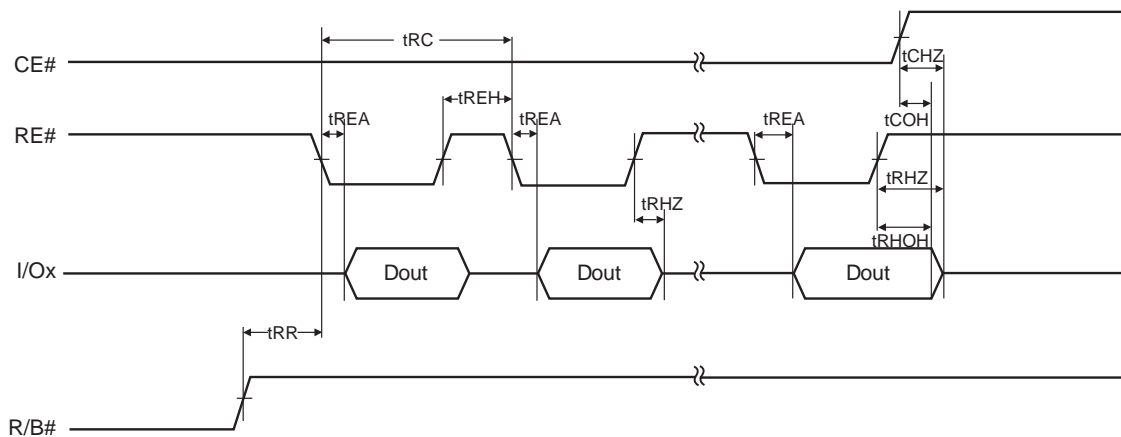 tRC
tCHZ
CE#
tREH
tREA
tREA
tREA
tCOH
RE#
tRHZ
tRHZ
tRHOH
I/Ox
Dout
Dout
Dout
tRR
R/B#